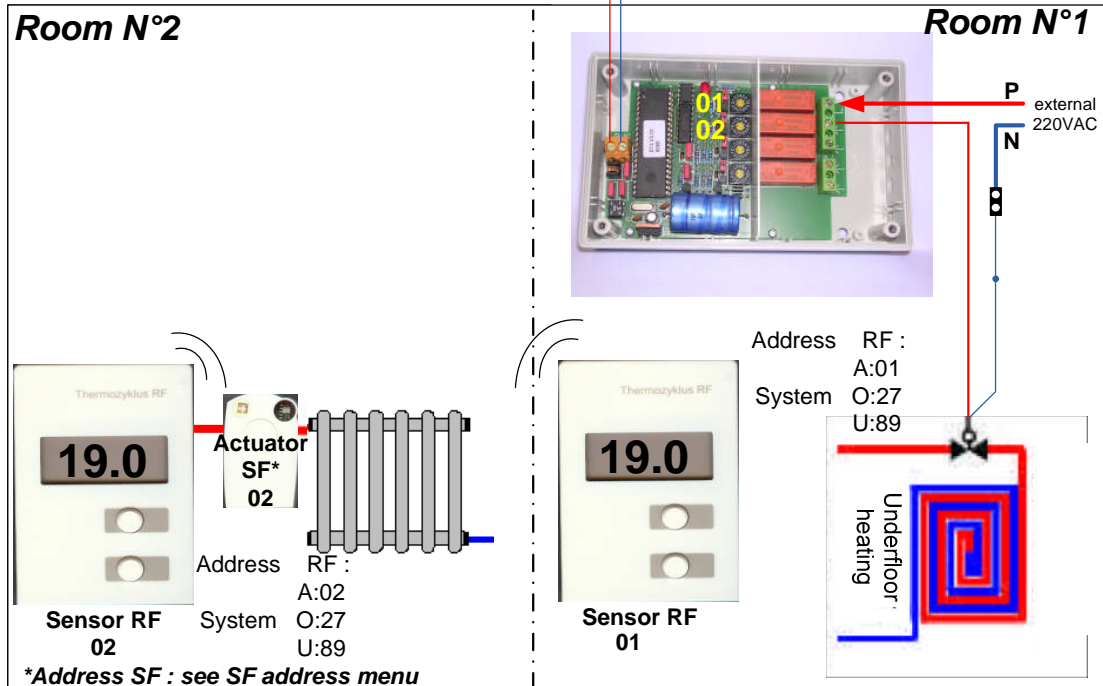 Room N°2
Room N°1
01
02
P
external
220VAC
N
Thermozyklus RF
19.0
Actuator
SF*
02
Address RF :
A:02
System O:27
U:89
Sensor RF
02
*Address SF : see SF address menu
Address RF :
A:01
System O:27
U:89
Thermozyklus RF
19.0
Sensor RF
01
Underfloor
heating